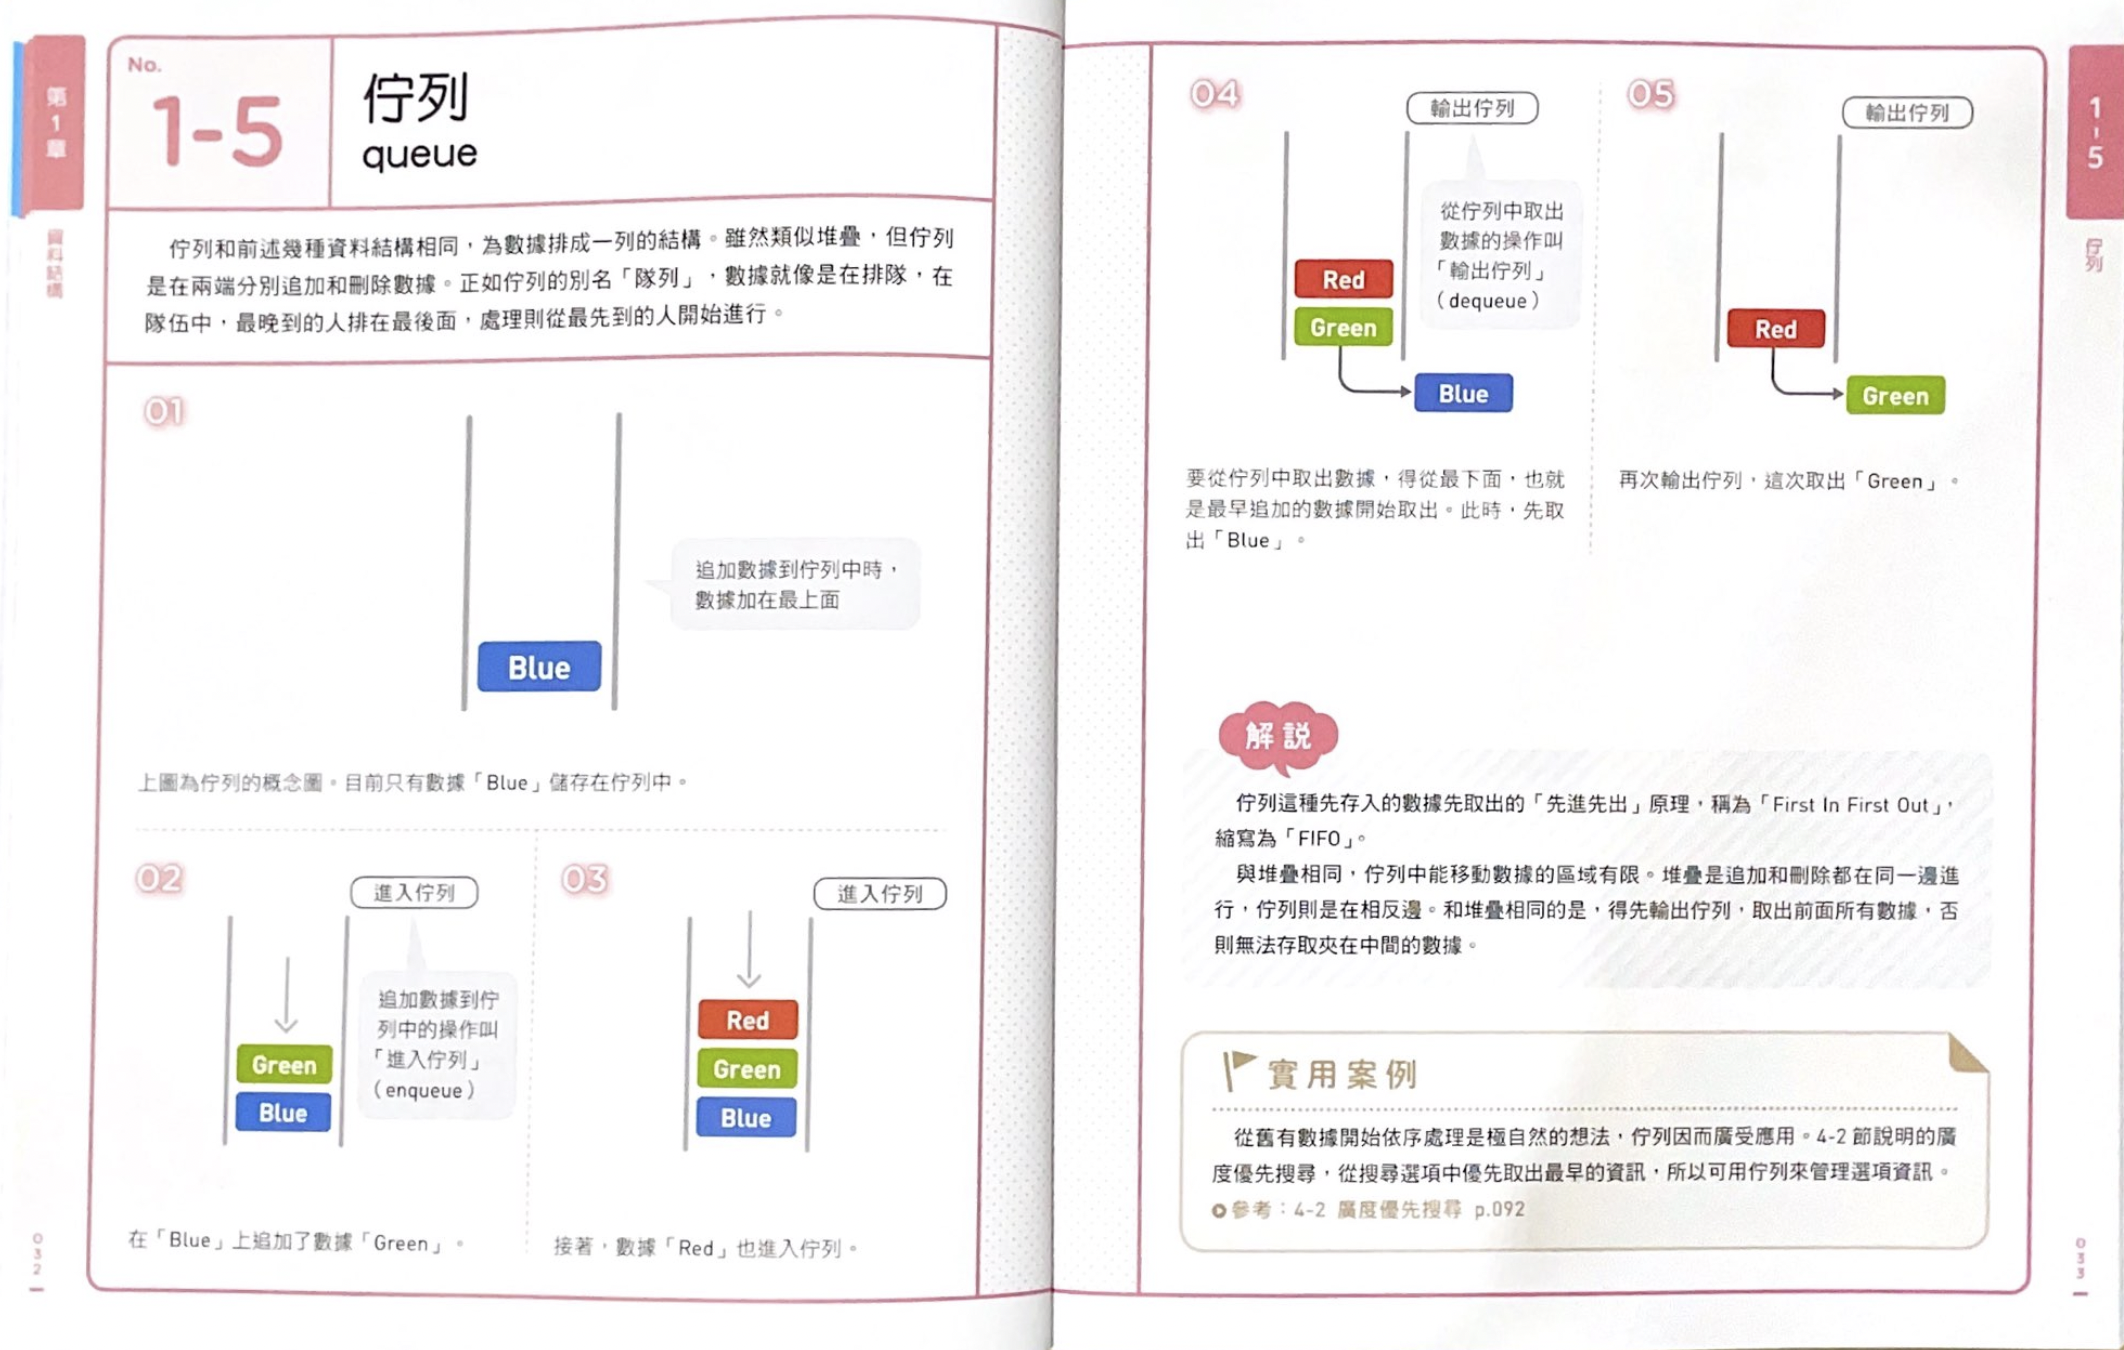 第1章
資料結構
No.
1-5
佇列
queue
佇列和前述幾種資料結構相同，為數據排成一列的結構。雖然類似堆疊，但佇列
是在兩端分別追加和刪除數據。正如佇列的別名「隊列」，數據就像是在排隊，在
隊伍中，最晚到的人排在最後面，處理則從最先到的人開始進行。
01
追加數據到佇列中時，
數據加在最上面
Blue
上圖為佇列的概念圖。目前只有數據「Blue」儲存在佇列中。
02
進入佇列
追加數據到佇
列中的操作叫
「進入佇列」
（enqueue）
Green
Blue
在「Blue」上追加了數據「Green」。
03
進入佇列
Red
Green
Blue
接著，數據「Red」也進入佇列。
032
04
輸出佇列
從佇列中取出
數據的操作叫
「輸出佇列」
（dequeue）
Red
Green
Blue
要從佇列中取出數據，得從最下面，也就
是最早追加的數據開始取出。此時，先取
出「Blue」。
05
輸出佇列
Red
Green
再次輸出佇列，這次取出「Green」。
解說
佇列這種先存入的數據先取出的「先進先出」原理，稱為「First In First Out」，
縮寫為「FIFO」。
與堆疊相同，佇列中能移動數據的區域有限。堆疊是追加和刪除都在同一邊進
行，佇列則是在相反邊。和堆疊相同的是，得先輸出佇列，取出前面所有數據，否
則無法存取夾在中間的數據。
實用案例
從舊有數據開始依序處理是極自然的想法，佇列因而廣受應用。4-2 節說明的廣
度優先搜尋，從搜尋選項中優先取出最早的資訊，所以可用佇列來管理選項資訊。
參考：4-2 廣度優先搜尋 p.092
1-5
佇列
033